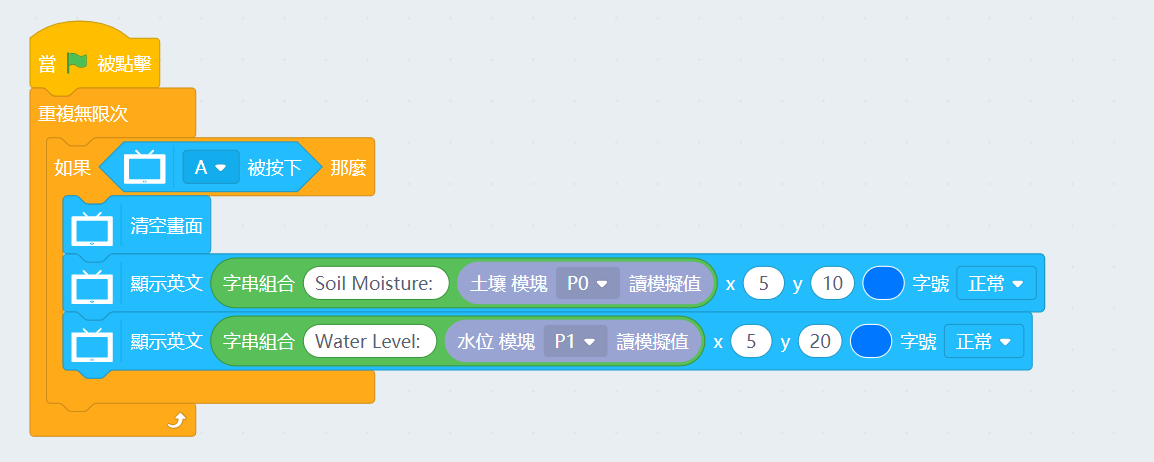 當 被點擊
重複無限次
如果 A 被按下 那麼
清空畫面
顯示英文 字串組合 Soil Moisture: 土壤 模塊 P0 讀模擬值 x 5 y 10 字號 正常
顯示英文 字串組合 Water Level: 水位 模塊 P1 讀模擬值 x 5 y 20 字號 正常